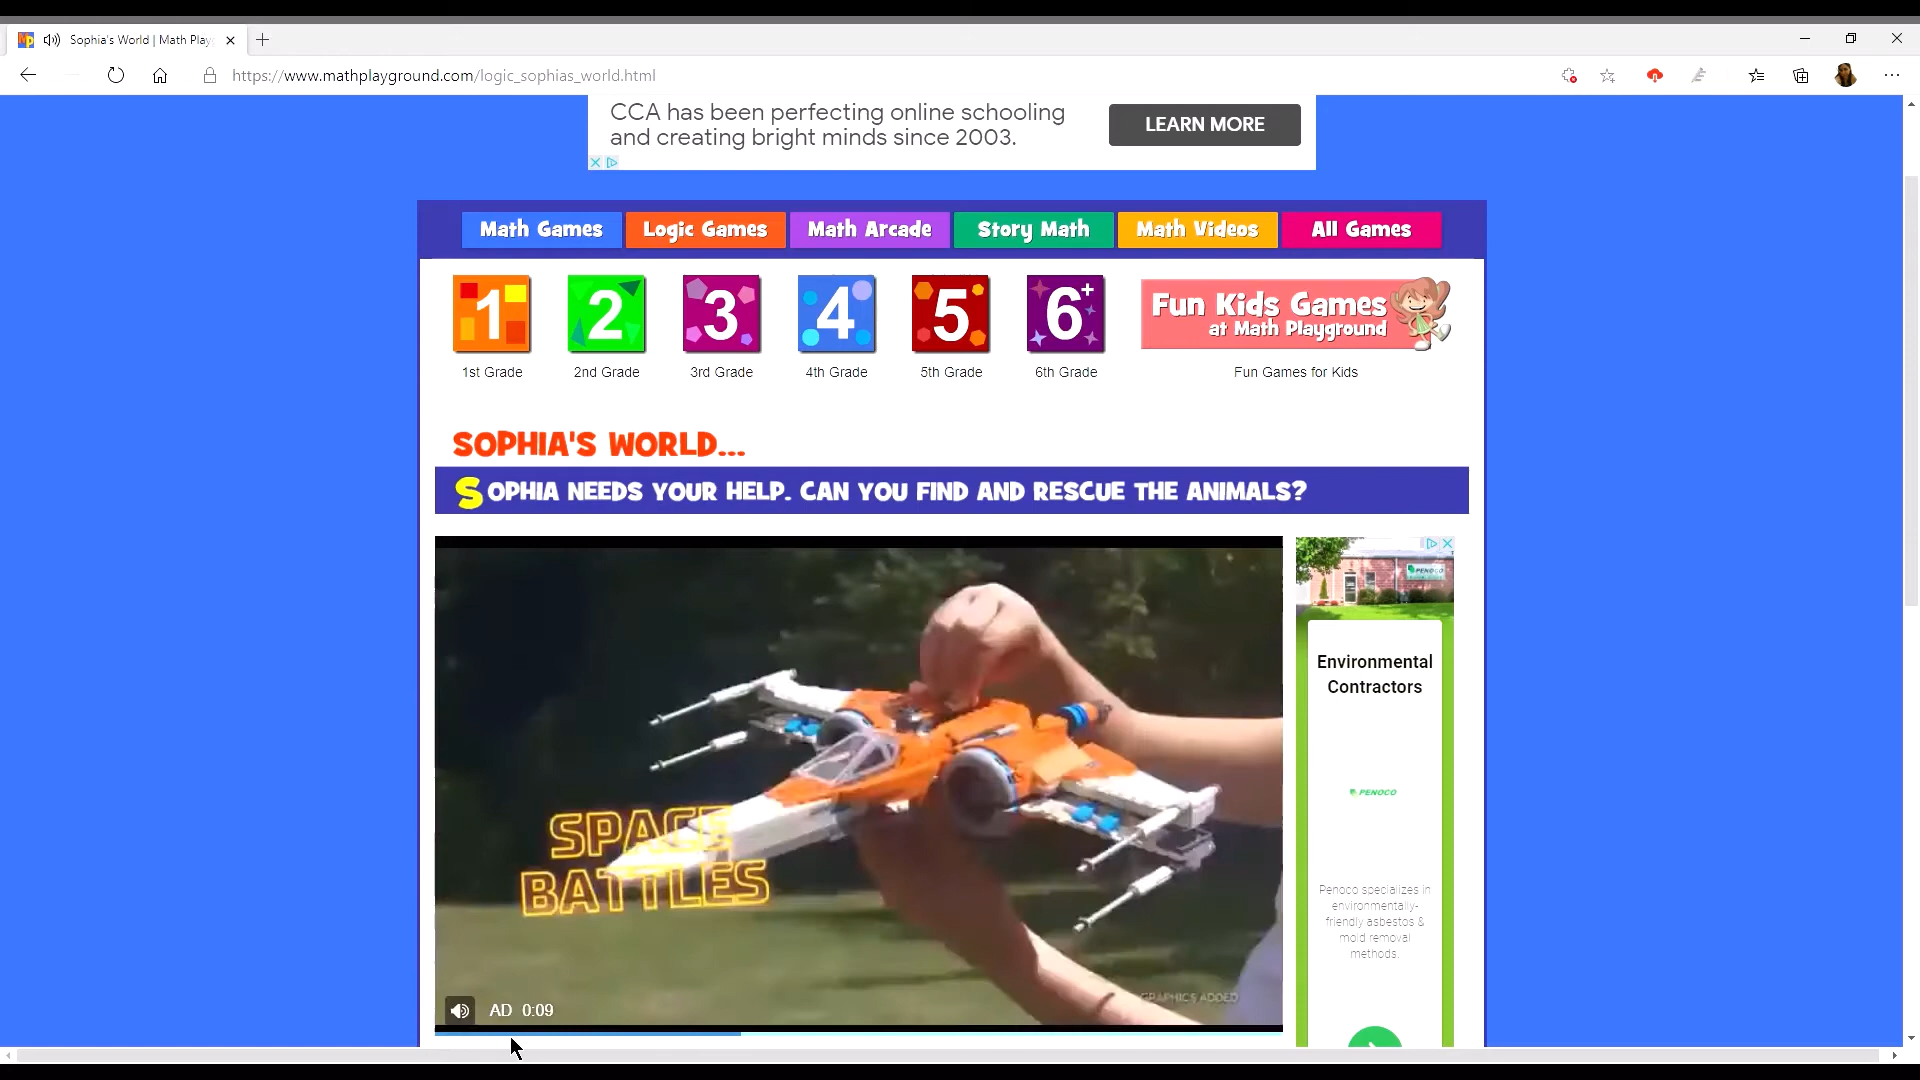 Sophia's World | Math Play
https://www.mathplayground.com/logic_sophias_world.html
CCA has been perfecting online schooling
and creating bright minds since 2003.
LEARN MORE
Math Games
Logic Games
Math Arcade
Story Math
Math Videos
All Games
1
2
3
4
5
6+
Fun Kids Games
at Math Playground
1st Grade
2nd Grade
3rd Grade
4th Grade
5th Grade
6th Grade
Fun Games for Kids
SOPHIA'S WORLD...
SOPHIA NEEDS YOUR HELP. CAN YOU FIND AND RESCUE THE ANIMALS?
SPACE
BATTLES
GRAPHICS ADDED
AD 0:09
PENOCO
Environmental
Contractors
PENOCO
Penoco specializes in
environmentally-
friendly asbestos &
mold removal
methods.